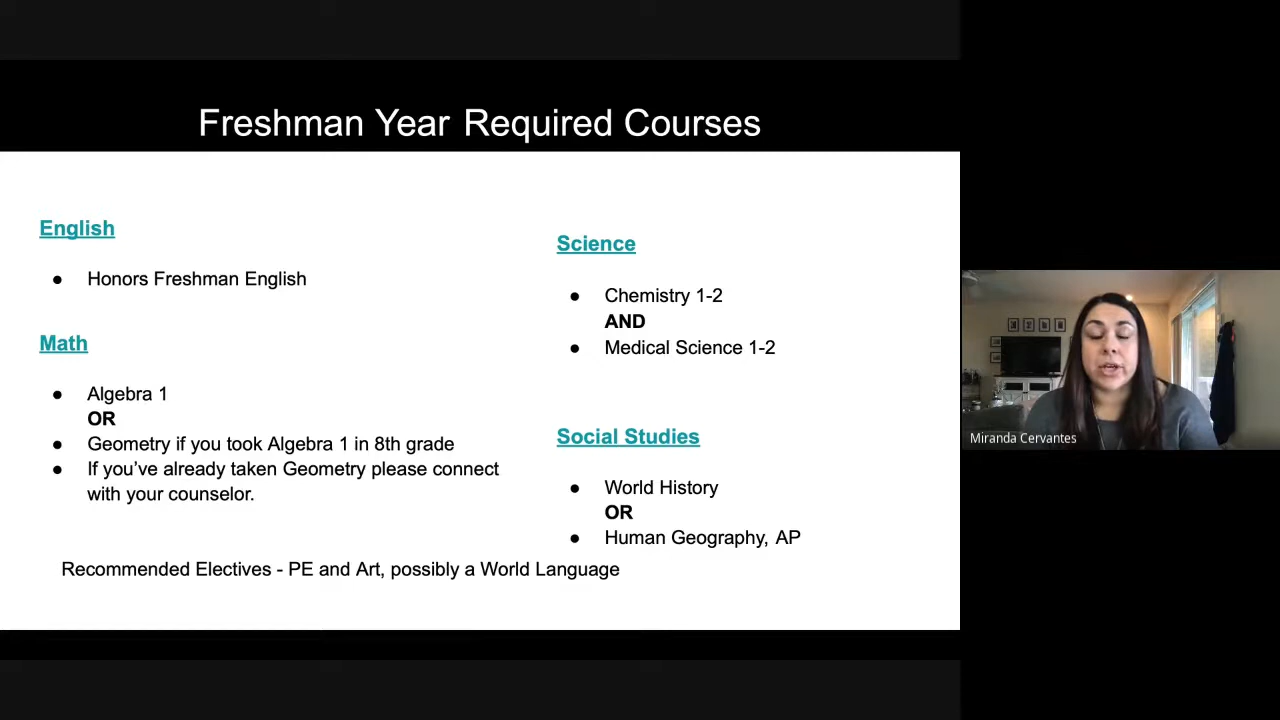 Freshman Year Required Courses
English
● Honors Freshman English
Math
● Algebra 1
OR
● Geometry if you took Algebra 1 in 8th grade
● If you’ve already taken Geometry please connect
with your counselor.
Science
● Chemistry 1-2
AND
● Medical Science 1-2
Social Studies
● World History
OR
● Human Geography, AP
Recommended Electives - PE and Art, possibly a World Language
Miranda Cervantes